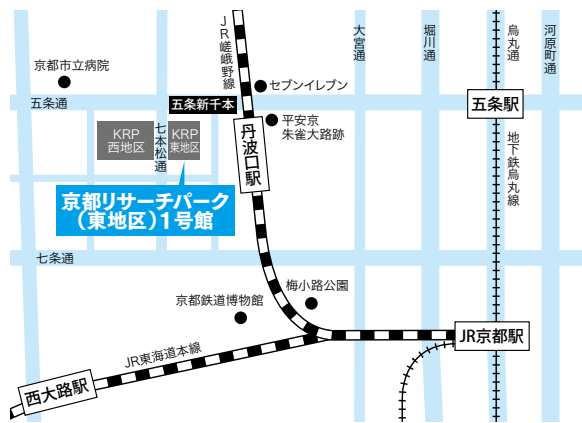 JR嵯峨野線
大宮通
堀川通
烏丸通
河原町通
京都市立病院
セブンイレブン
五条通
五条新千本
五条駅
KRP
西地区
七本松通
KRP
東地区
平安京
朱雀大路跡
丹波口駅
地下鉄烏丸線
京都リサーチパーク
（東地区）1号館
七条通
梅小路公園
京都鉄道博物館
JR京都駅
JR東海道本線
西大路駅